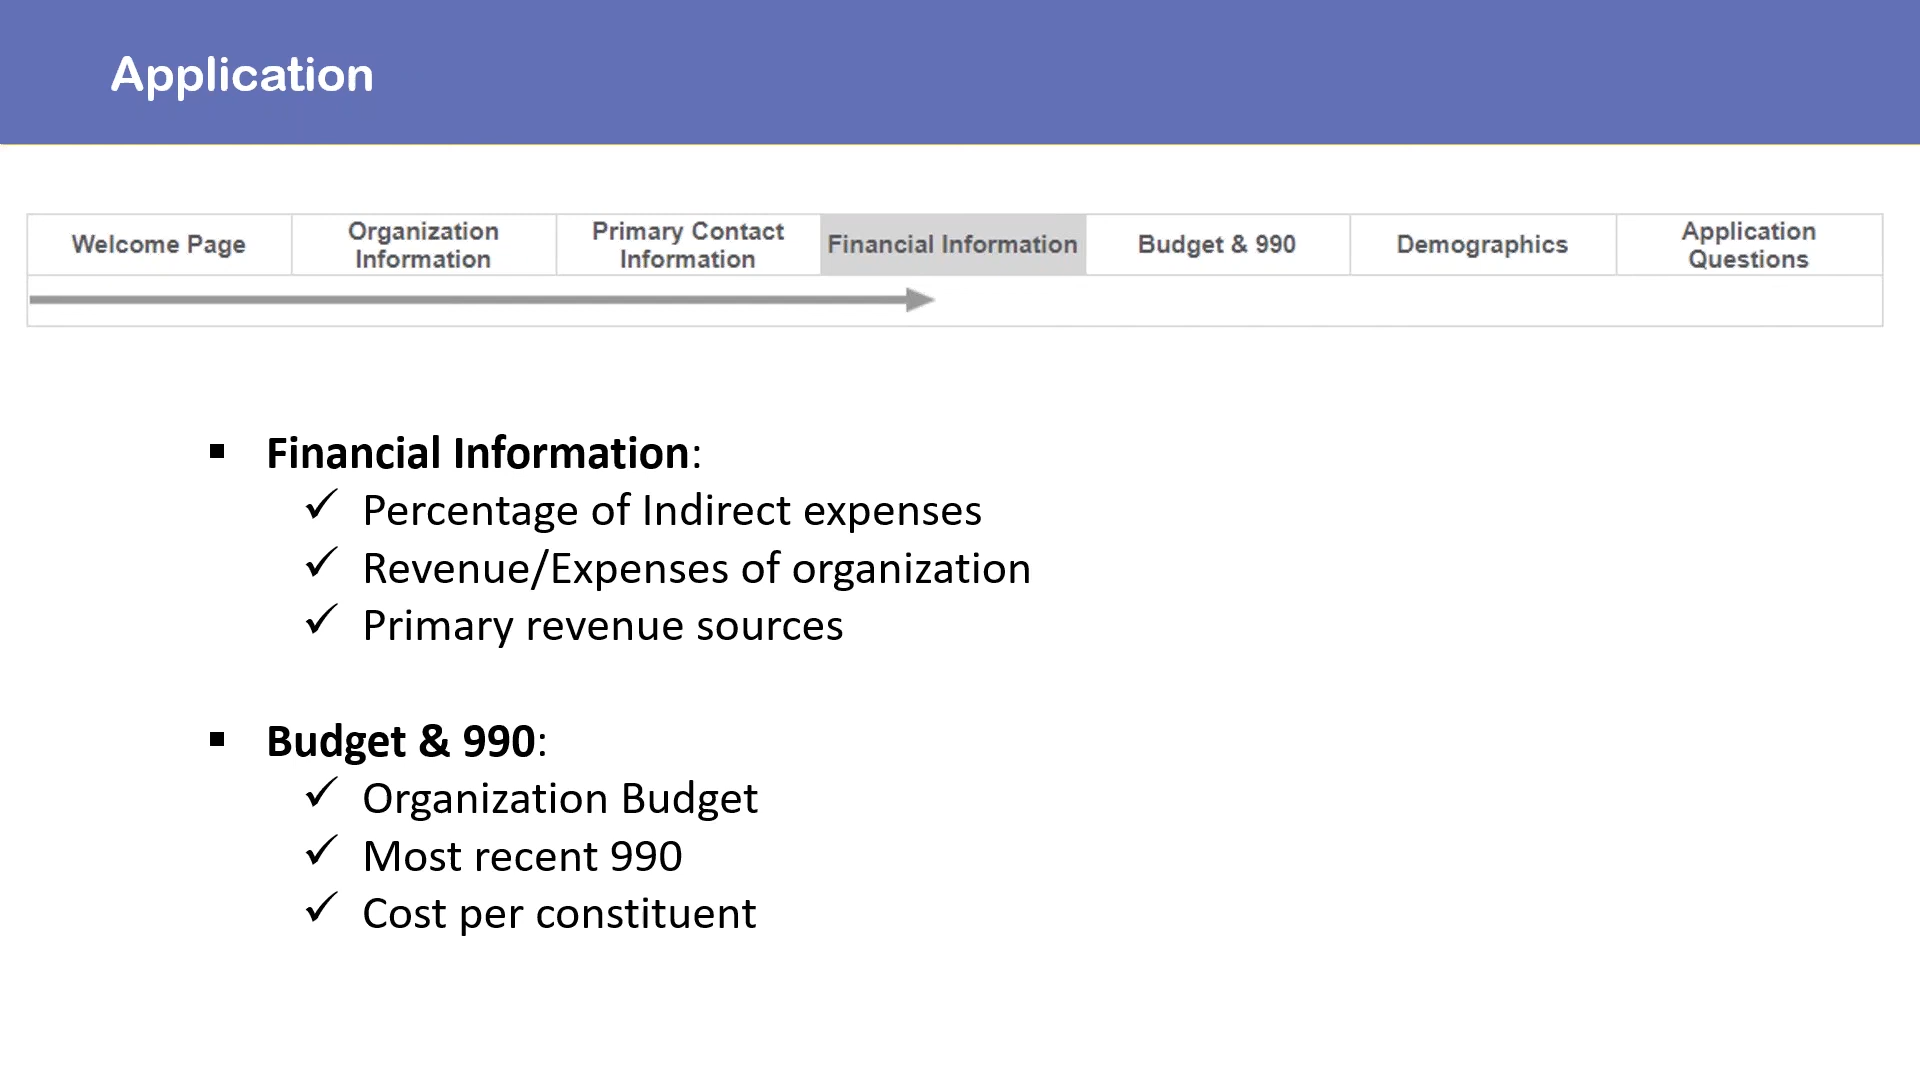 Application
Welcome Page
Organization
Information
Primary Contact
Information
Financial Information
Budget & 990
Demographics
Application
Questions
▪ Financial Information:
✓ Percentage of Indirect expenses
✓ Revenue/Expenses of organization
✓ Primary revenue sources
▪ Budget & 990:
✓ Organization Budget
✓ Most recent 990
✓ Cost per constituent